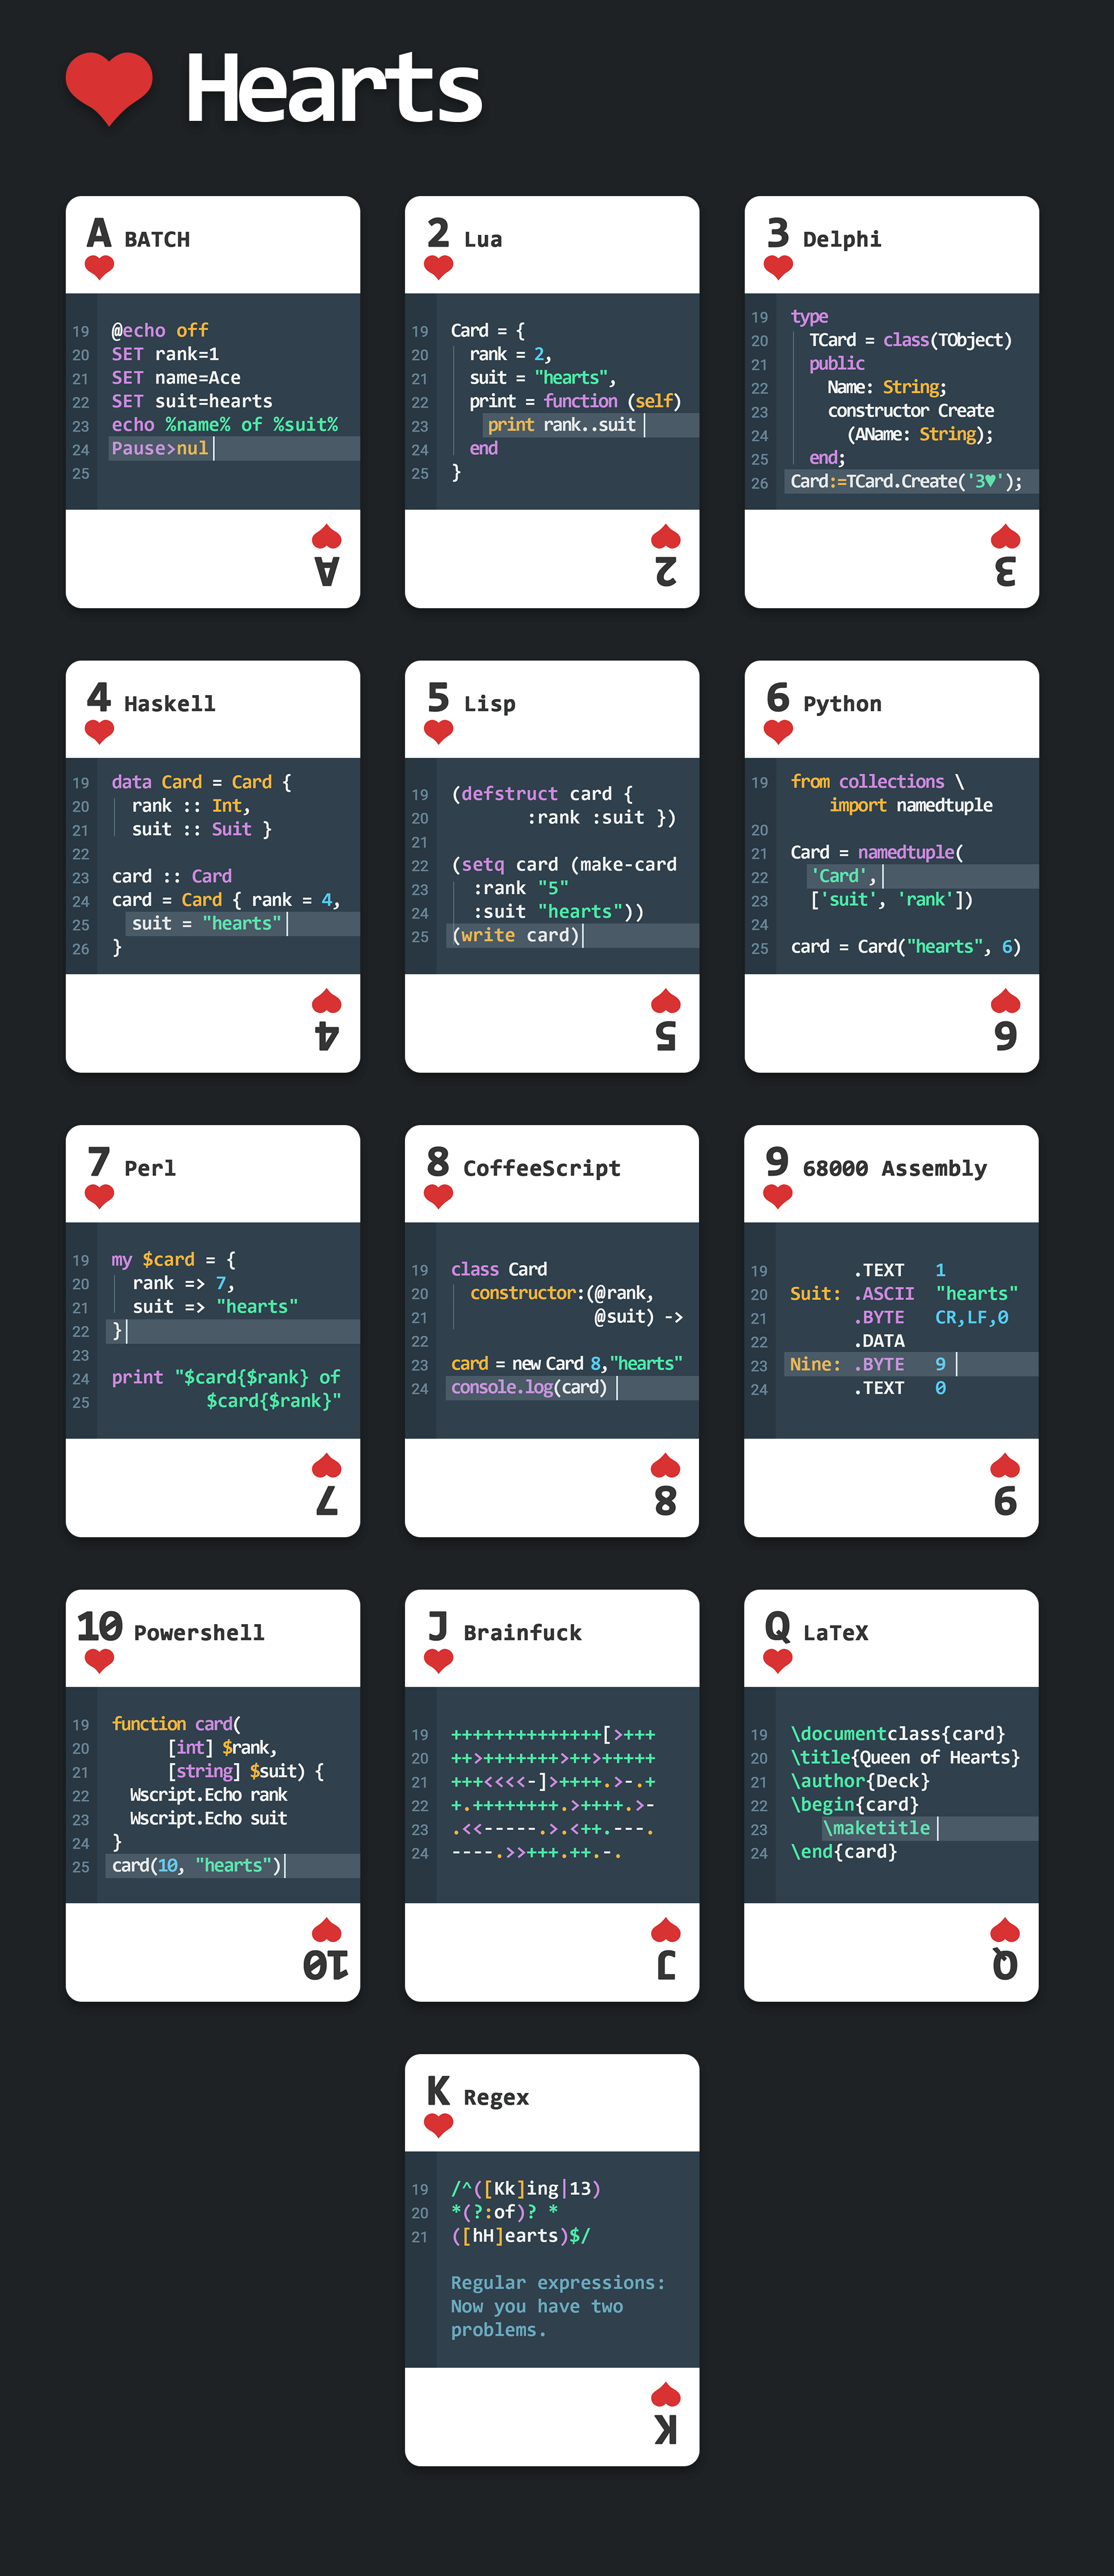 Hearts
A BATCH
19 @echo off
20 SET rank=1
21 SET name=Ace
22 SET suit=hearts
23 echo %name% of %suit%
24 Pause>nul
25
A
2 Lua
19 Card = {
20 rank = 2,
21 suit = "hearts",
22 print = function (self)
23 print rank..suit
24 end
25 }
2
3 Delphi
19 type
20 TCard = class(TObject)
21 public
22 Name: String;
23 constructor Create
24 (AName: String);
25 end;
26 Card:=TCard.Create('3♥');
3
4 Haskell
19 data Card = Card {
20 rank :: Int,
21 suit :: Suit }
22
23 card :: Card
24 card = Card { rank = 4,
25 suit = "hearts"
26 }
4
5 Lisp
19 (defstruct card {
20 :rank :suit })
21
22 (setq card (make-card
23 :rank "5"
24 :suit "hearts"))
25 (write card)
5
6 Python
19 from collections \
import namedtuple
20
21 Card = namedtuple(
22 'Card',
23 ['suit', 'rank'])
24
25 card = Card("hearts", 6)
6
7 Perl
19 my $card = {
20 rank => 7,
21 suit => "hearts"
22 }
23
24 print "$card{$rank} of
25 $card{$rank}"
7
8 CoffeeScript
19 class Card
20 constructor:(@rank,
21 @suit) ->
22
23 card = new Card 8,"hearts"
24 console.log(card)
8
9 68000 Assembly
19 .TEXT 1
20 Suit: .ASCII "hearts"
21 .BYTE CR,LF,0
22 .DATA
23 Nine: .BYTE 9
24 .TEXT 0
9
10 Powershell
19 function card(
20 [int] $rank,
21 [string] $suit) {
22 Wscript.Echo rank
23 Wscript.Echo suit
24 }
25 card(10, "hearts")
10
J Brainfuck
19 ++++++++++++++[>+++
20 ++>+++++++>++>+++++
21 +++<<<<-]>++++.>-.+
22 +.++++++++.>++++.>-
23 .<<-----.>.<++.---.
24 ----.>>+++.++.-.
J
Q LaTeX
19 \documentclass{card}
20 \title{Queen of Hearts}
21 \author{Deck}
22 \begin{card}
23 \maketitle
24 \end{card}
Q
K Regex
19 /^([Kk]ing|13)
20 *(?:of)? *
21 ([hH]earts)$/
Regular expressions:
Now you have two
problems.
K